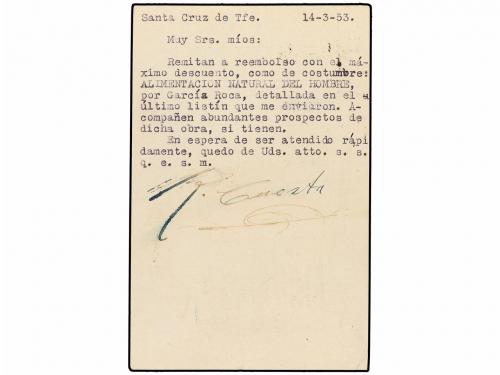 Santa Cruz de Tfe. 14-3-53.
Muy Srs. míos:
Remitan a reembolso con el má-
ximo descuento, como de costumbre:
ALIMENTACION NATURAL DEL HOMBRE,
por García Roca, detallada en el
último listín que me enviaron. A-
compañen abundantes prospectos de
dicha obra, si tienen.
En espera de ser atendido rápi
damente, quedo de Uds. atto. s. s.
q. e. s. m.
R. Cuesta